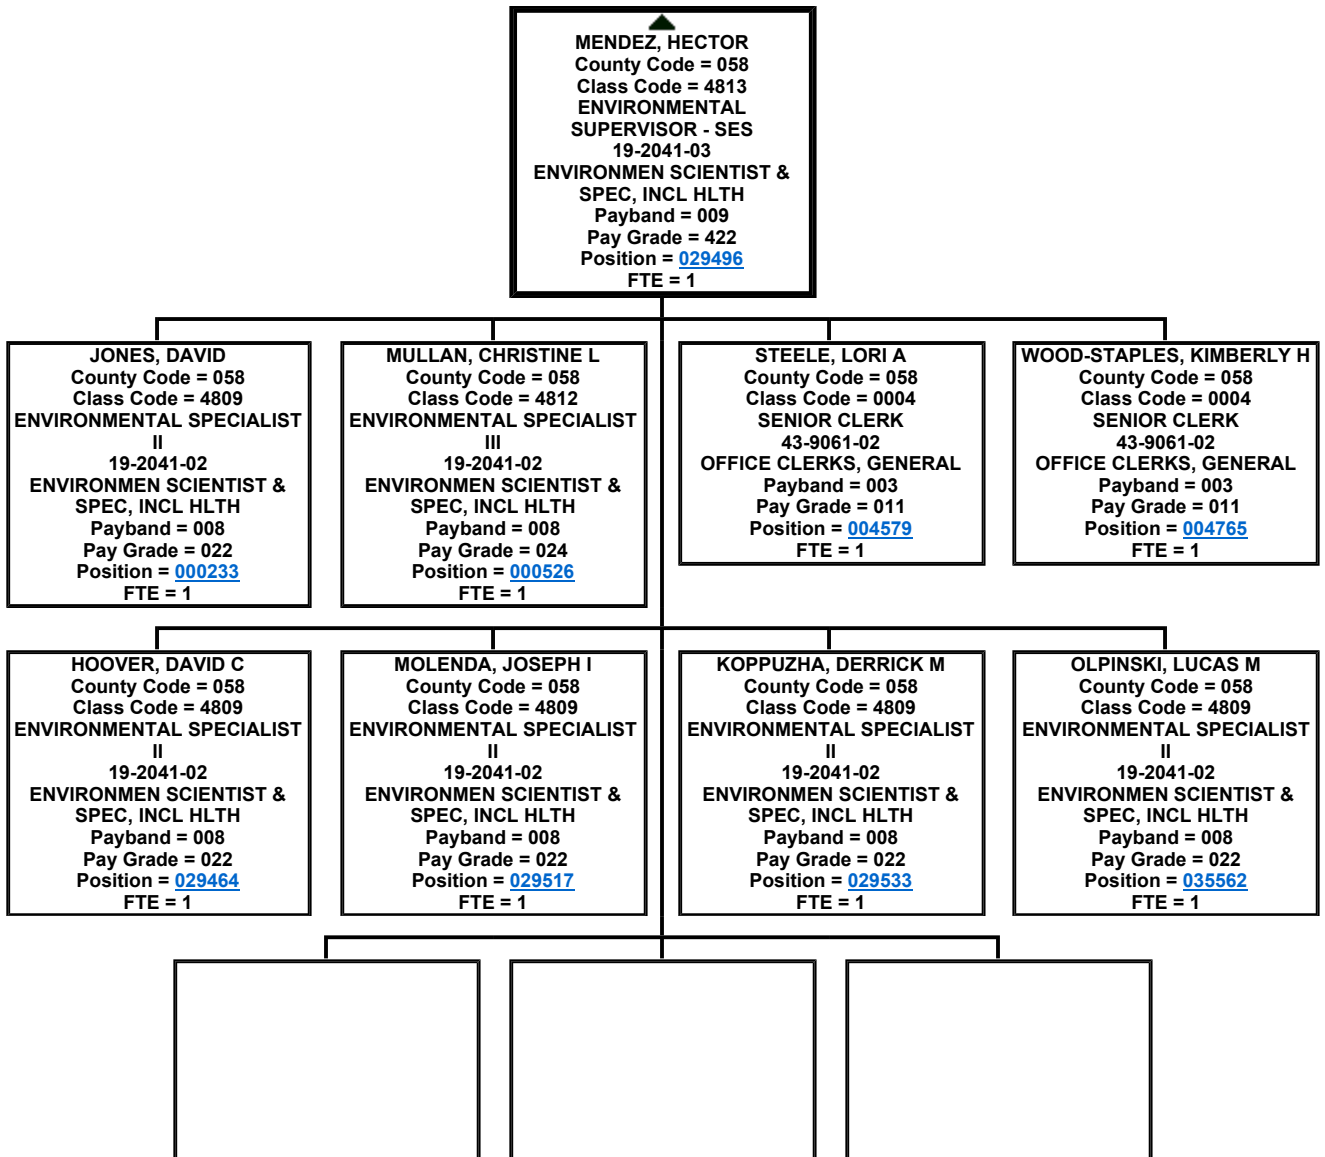 MENDEZ, HECTOR
County Code = 058
Class Code = 4813
ENVIRONMENTAL
SUPERVISOR - SES
19-2041-03
ENVIRONMEN SCIENTIST &
SPEC, INCL HLTH
Payband = 009
Pay Grade = 422
Position = 029496
FTE = 1
JONES, DAVID
County Code = 058
Class Code = 4809
ENVIRONMENTAL SPECIALIST
II
19-2041-02
ENVIRONMEN SCIENTIST &
SPEC, INCL HLTH
Payband = 008
Pay Grade = 022
Position = 000233
FTE = 1
MULLAN, CHRISTINE L
County Code = 058
Class Code = 4812
ENVIRONMENTAL SPECIALIST
III
19-2041-02
ENVIRONMEN SCIENTIST &
SPEC, INCL HLTH
Payband = 008
Pay Grade = 024
Position = 000526
FTE = 1
STEELE, LORI A
County Code = 058
Class Code = 0004
SENIOR CLERK
43-9061-02
OFFICE CLERKS, GENERAL
Payband = 003
Pay Grade = 011
Position = 004579
FTE = 1
WOOD-STAPLES, KIMBERLY H
County Code = 058
Class Code = 0004
SENIOR CLERK
43-9061-02
OFFICE CLERKS, GENERAL
Payband = 003
Pay Grade = 011
Position = 004765
FTE = 1
HOOVER, DAVID C
County Code = 058
Class Code = 4809
ENVIRONMENTAL SPECIALIST
II
19-2041-02
ENVIRONMEN SCIENTIST &
SPEC, INCL HLTH
Payband = 008
Pay Grade = 022
Position = 029464
FTE = 1
MOLENDA, JOSEPH I
County Code = 058
Class Code = 4809
ENVIRONMENTAL SPECIALIST
II
19-2041-02
ENVIRONMEN SCIENTIST &
SPEC, INCL HLTH
Payband = 008
Pay Grade = 022
Position = 029517
FTE = 1
KOPPUZHA, DERRICK M
County Code = 058
Class Code = 4809
ENVIRONMENTAL SPECIALIST
II
19-2041-02
ENVIRONMEN SCIENTIST &
SPEC, INCL HLTH
Payband = 008
Pay Grade = 022
Position = 029533
FTE = 1
OLPINSKI, LUCAS M
County Code = 058
Class Code = 4809
ENVIRONMENTAL SPECIALIST
II
19-2041-02
ENVIRONMEN SCIENTIST &
SPEC, INCL HLTH
Payband = 008
Pay Grade = 022
Position = 035562
FTE = 1